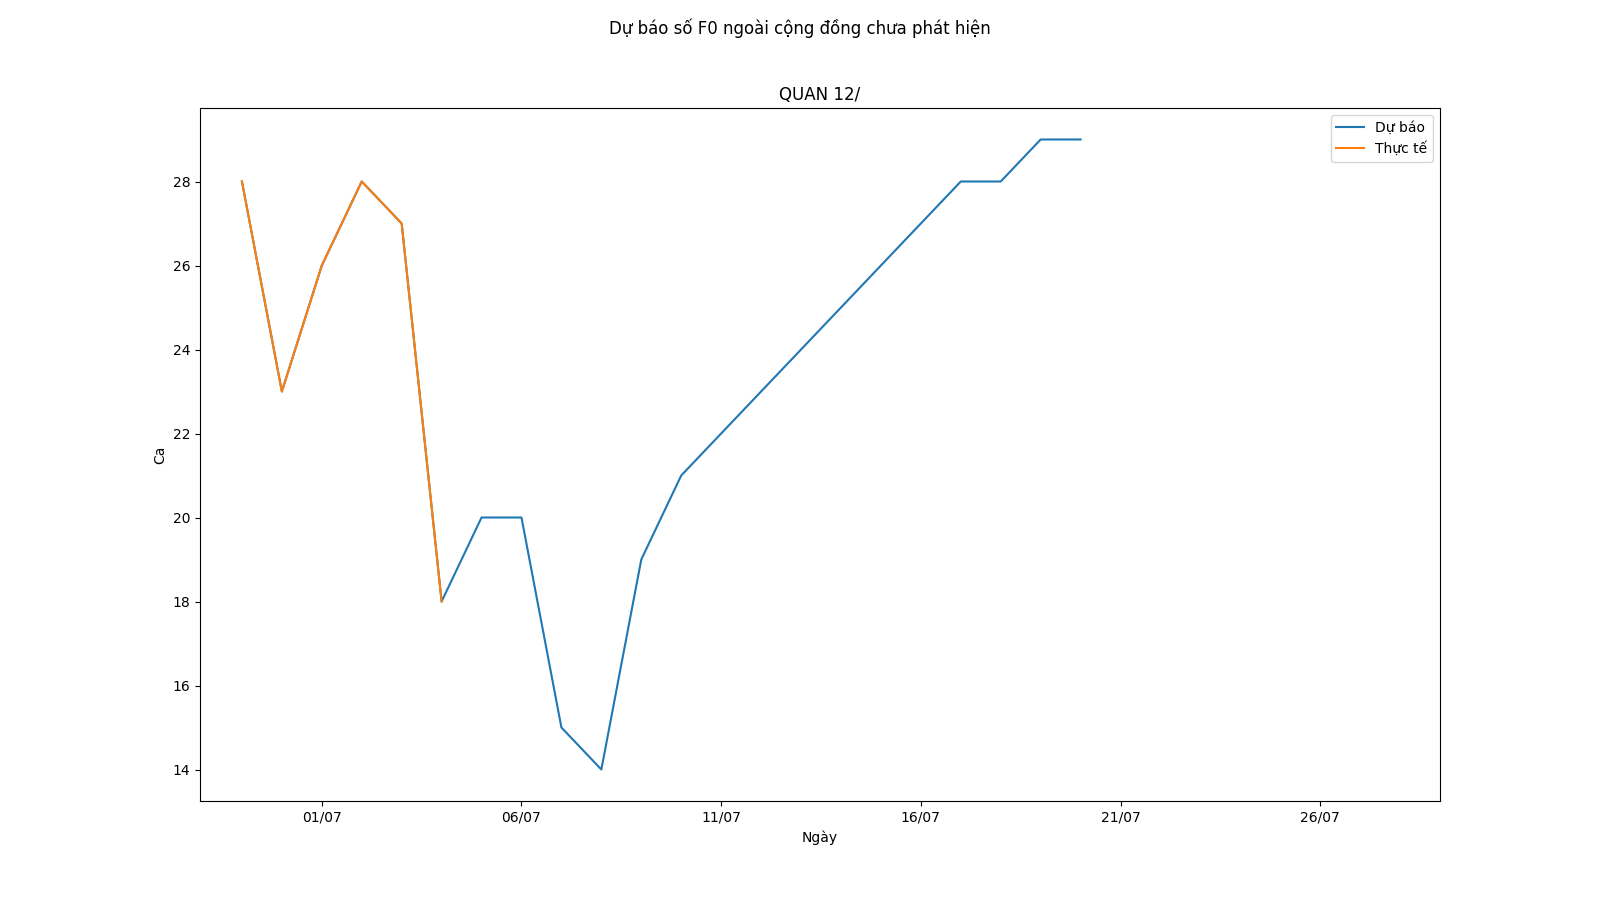 Dự báo số F0 ngoài cộng đồng chưa phát hiện
QUAN 12/
Dự báo
Thực tế
28
26
24
22
20
18
16
14
Ca
01/07 06/07 11/07 16/07 21/07 26/07
Ngày